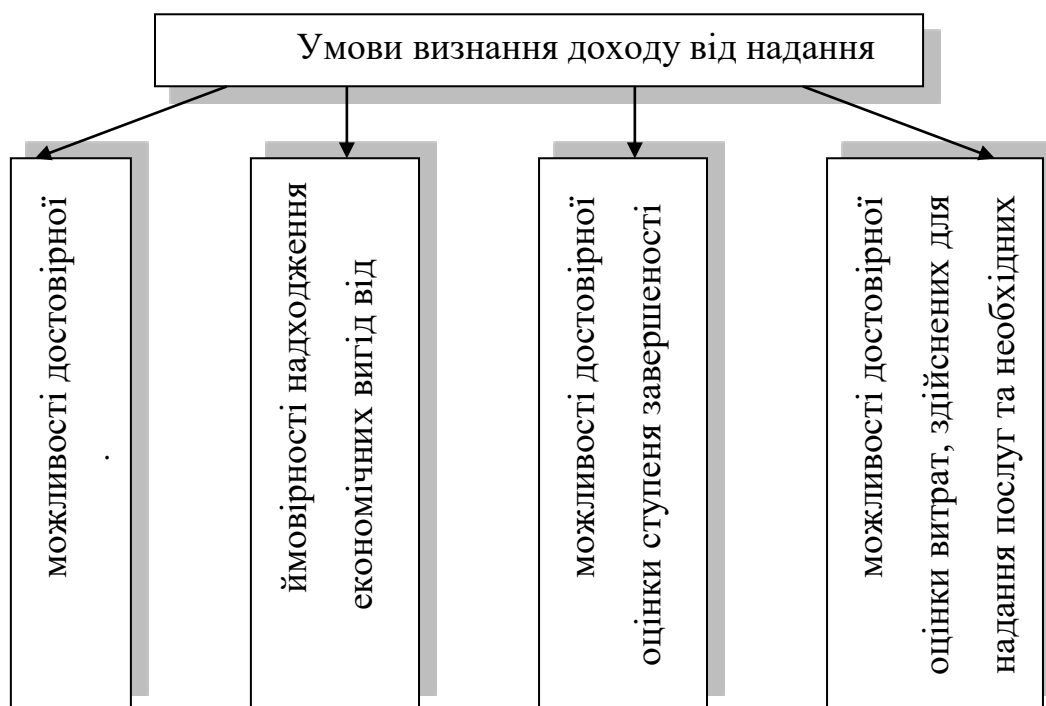 Умови визнання доходу від надання
можливості достовірної
.
ймовірності надходження
економічних вигід від
можливості достовірної
оцінки ступеня завершеності
можливості достовірної
оцінки витрат, здійснених для
надання послуг та необхідних